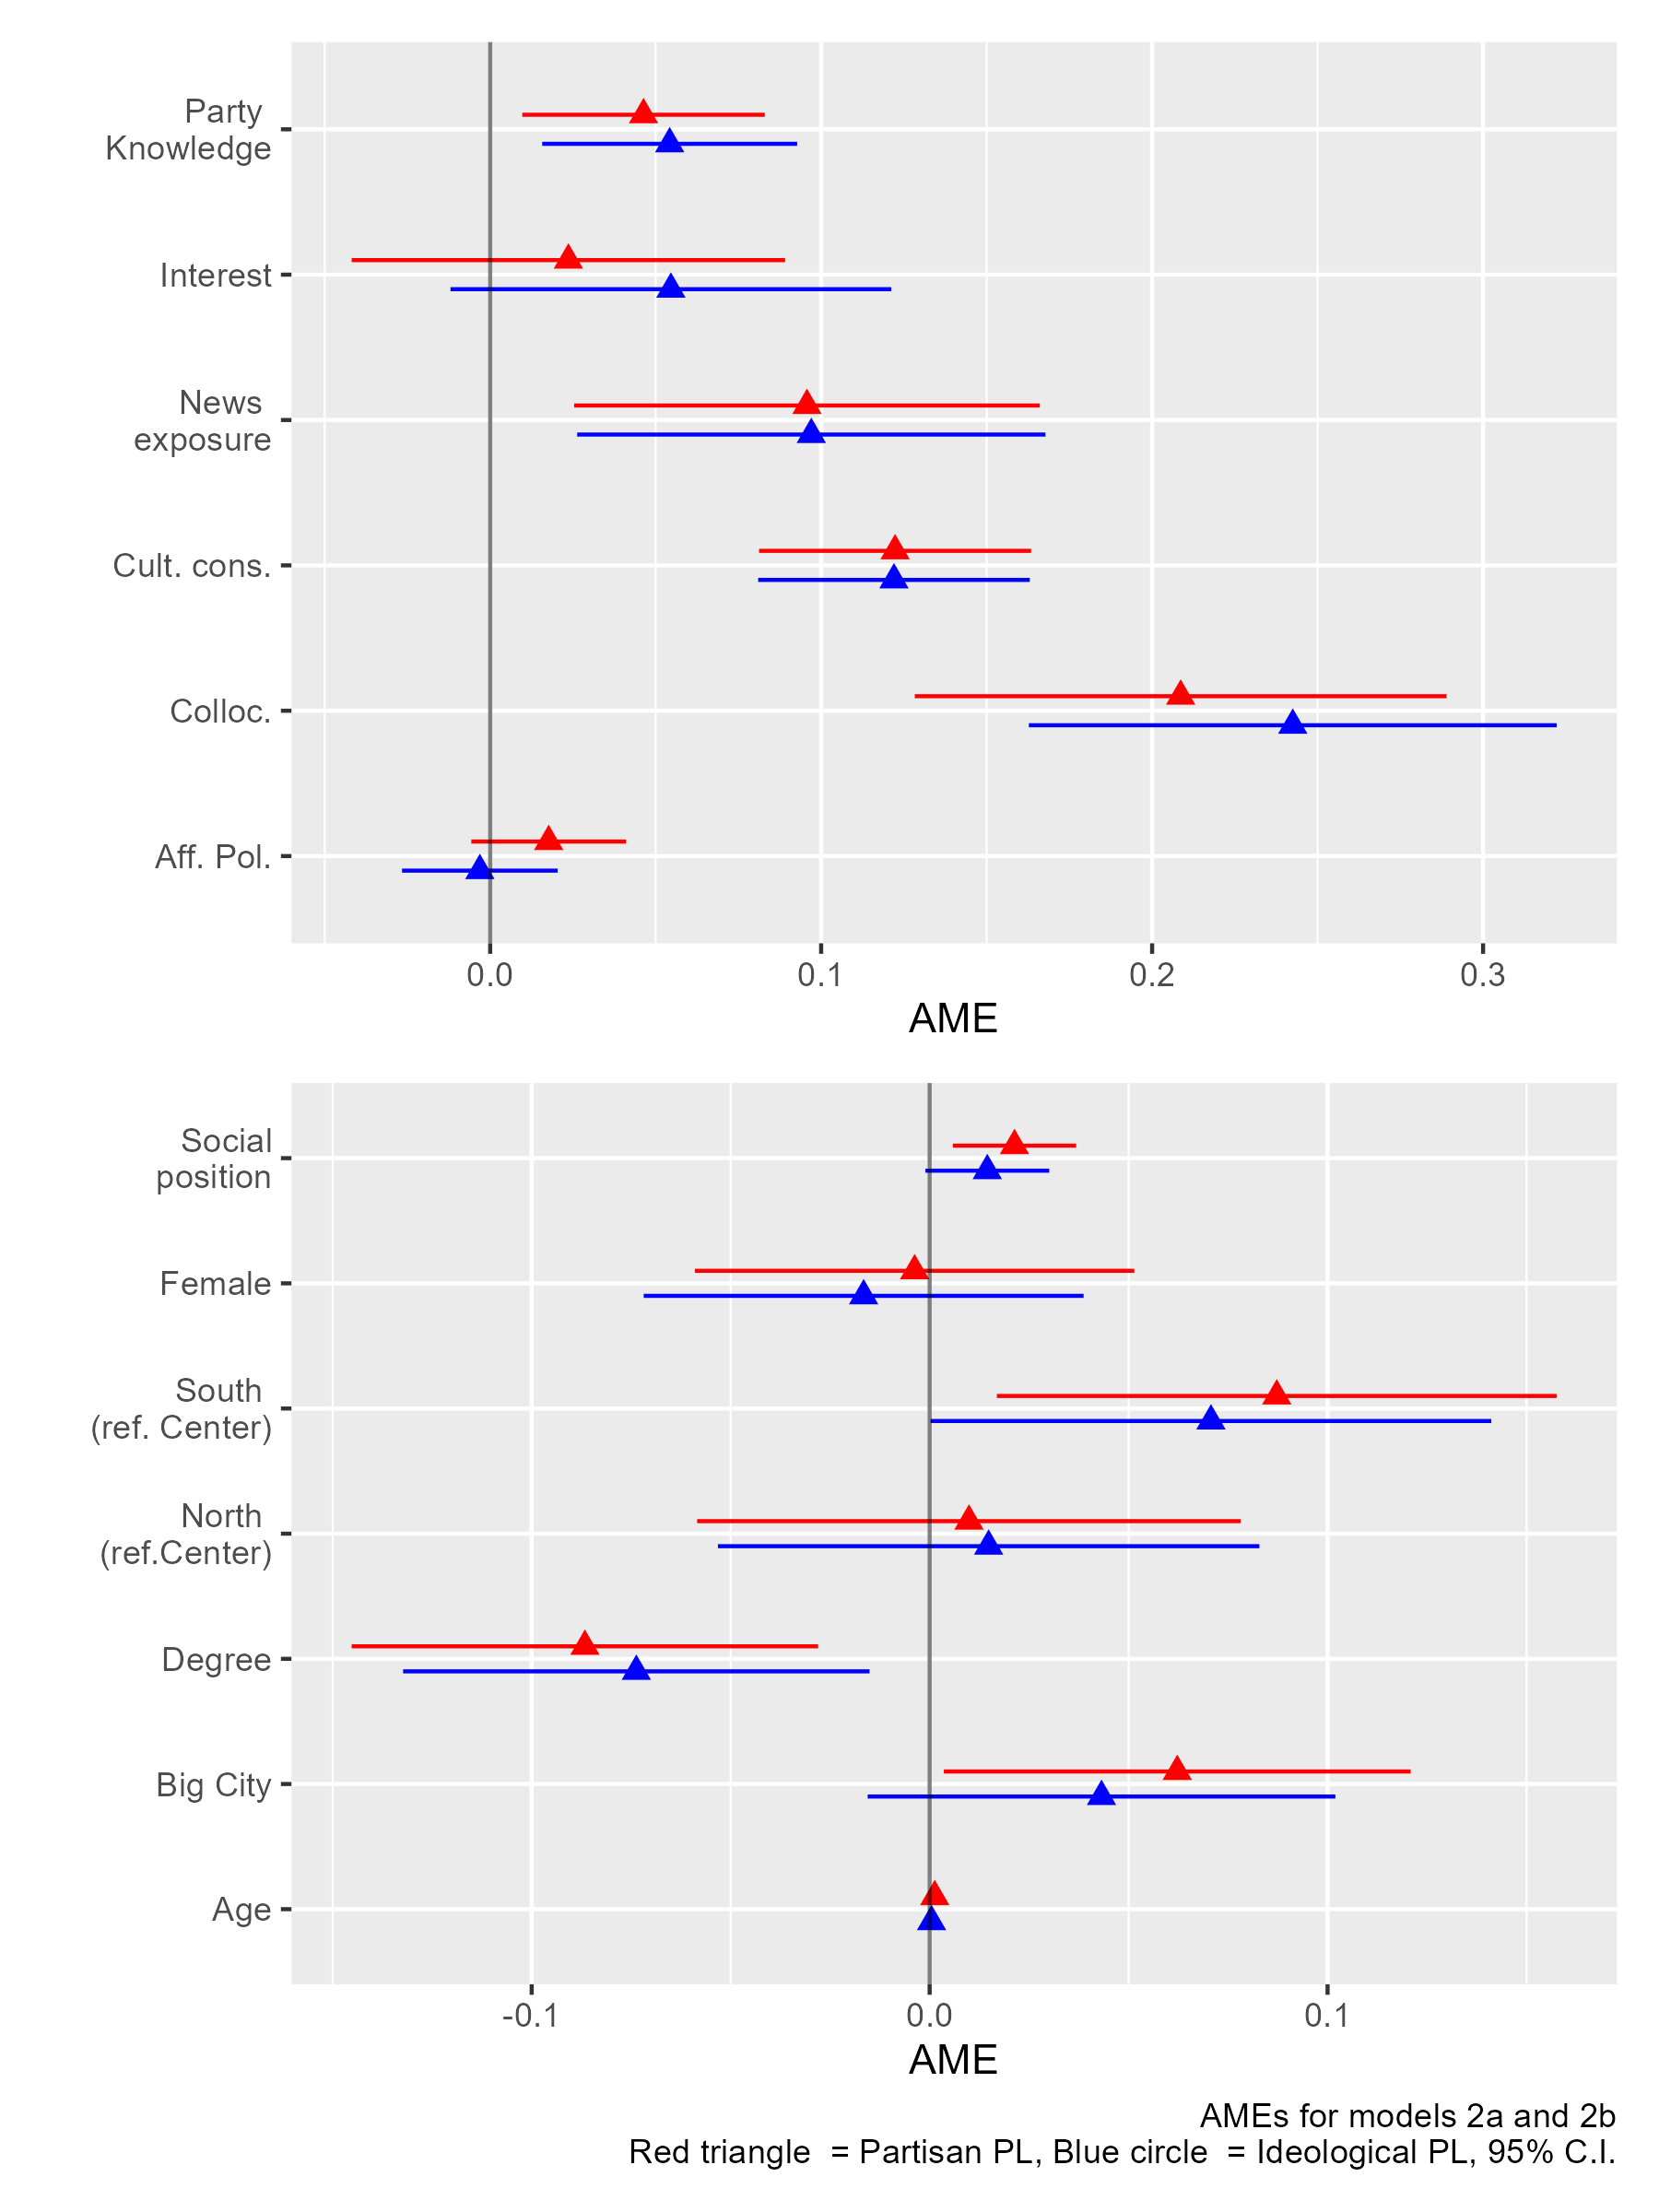 Party
Knowledge
Interest
News
exposure
Cult. cons.
Colloc.
Aff. Pol.
0.0 0.1 0.2 0.3
AME
Social
position
Female
South
(ref. Center)
North
(ref.Center)
Degree
Big City
Age
-0.1 0.0 0.1
AME
AMEs for models 2a and 2b
Red triangle  = Partisan PL, Blue circle  = Ideological PL, 95% C.I.